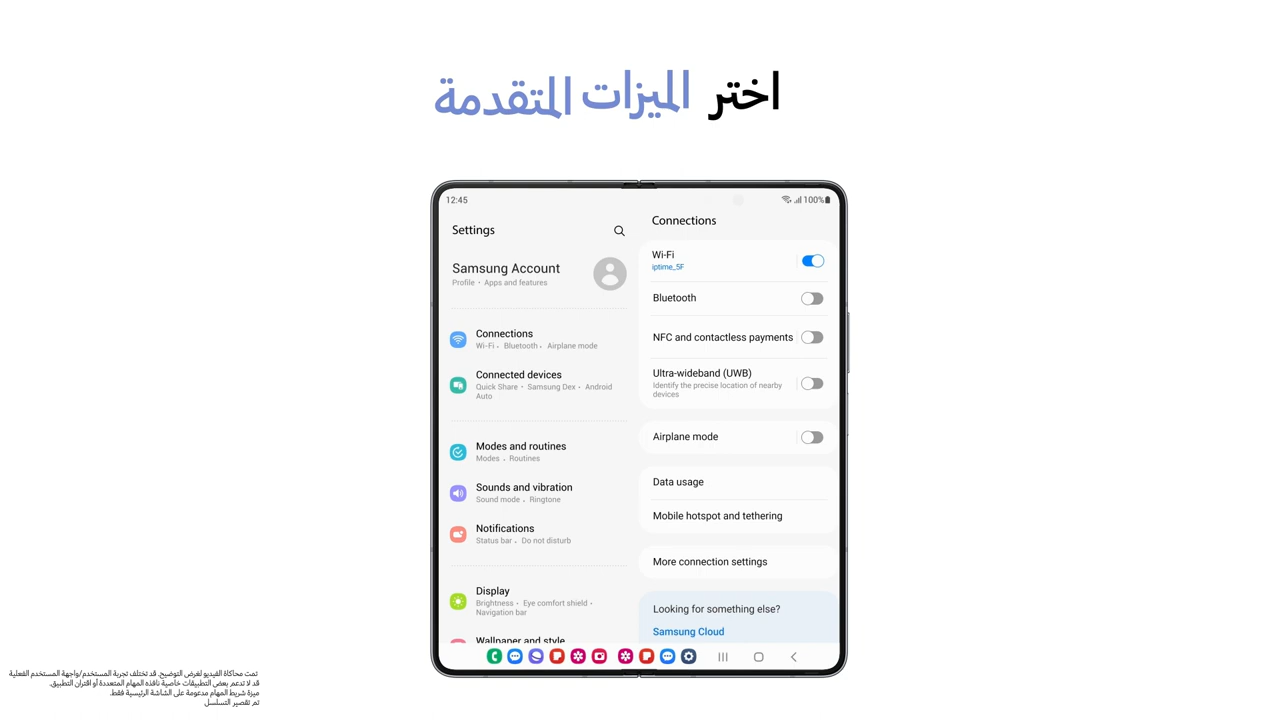 اختر الميزات المتقدمة
12:45
100%
Settings
Samsung Account
Profile • Apps and features
Connections
Wi-Fi • Bluetooth • Airplane mode
Connected devices
Quick Share • Samsung Dex • Android
Auto
Modes and routines
Modes • Routines
Sounds and vibration
Sound mode • Ringtone
Notifications
Status bar • Do not disturb
Display
Brightness • Eye comfort shield •
Navigation bar
Wallpaper and style
Connections
Wi-Fi
iptime_5F
Bluetooth
NFC and contactless payments
Ultra-wideband (UWB)
Identify the precise location of nearby
devices
Airplane mode
Data usage
Mobile hotspot and tethering
More connection settings
Looking for something else?
Samsung Cloud
تمت محاكاة الفيديو لغرض التوضيح. قد تختلف تجربة المستخدم/واجهة المستخدم الفعلية
قد لا تدعم بعض التطبيقات خاصية نافذه المهام المتعددة أو اقتران التطبيق.
ميزة شريط المهام مدعومة على الشاشة الرئيسية فقط.
تم تقصير التسلسل